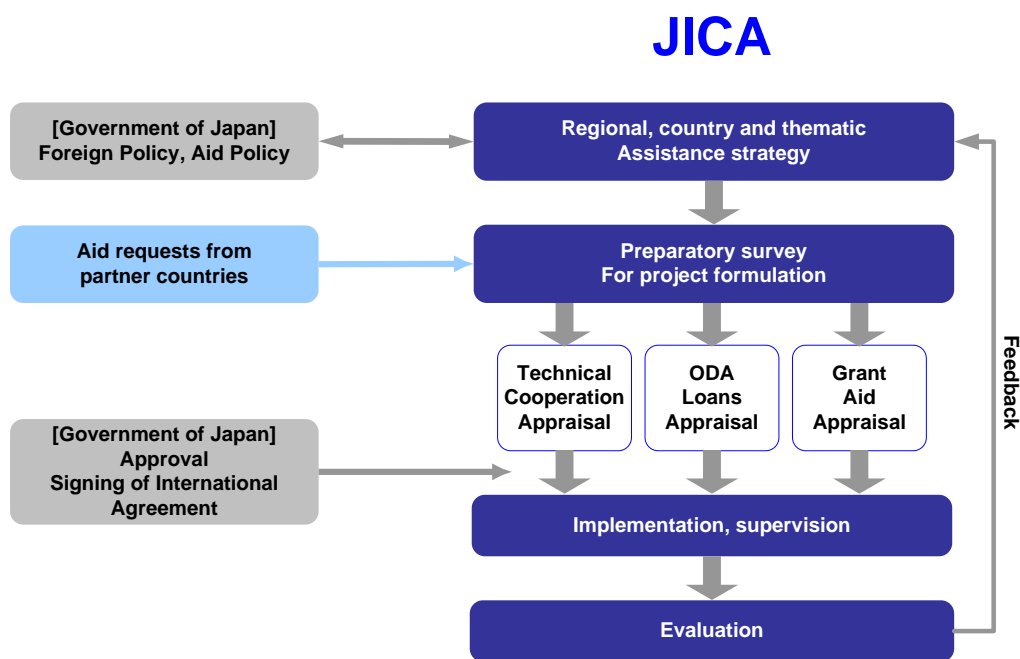 JICA
[Government of Japan]
Foreign Policy, Aid Policy
Regional, country and thematic
Assistance strategy
Aid requests from
partner countries
Preparatory survey
For project formulation
Technical
Cooperation
Appraisal
ODA
Loans
Appraisal
Grant
Aid
Appraisal
Feedback
[Government of Japan]
Approval
Signing of International
Agreement
Implementation, supervision
Evaluation